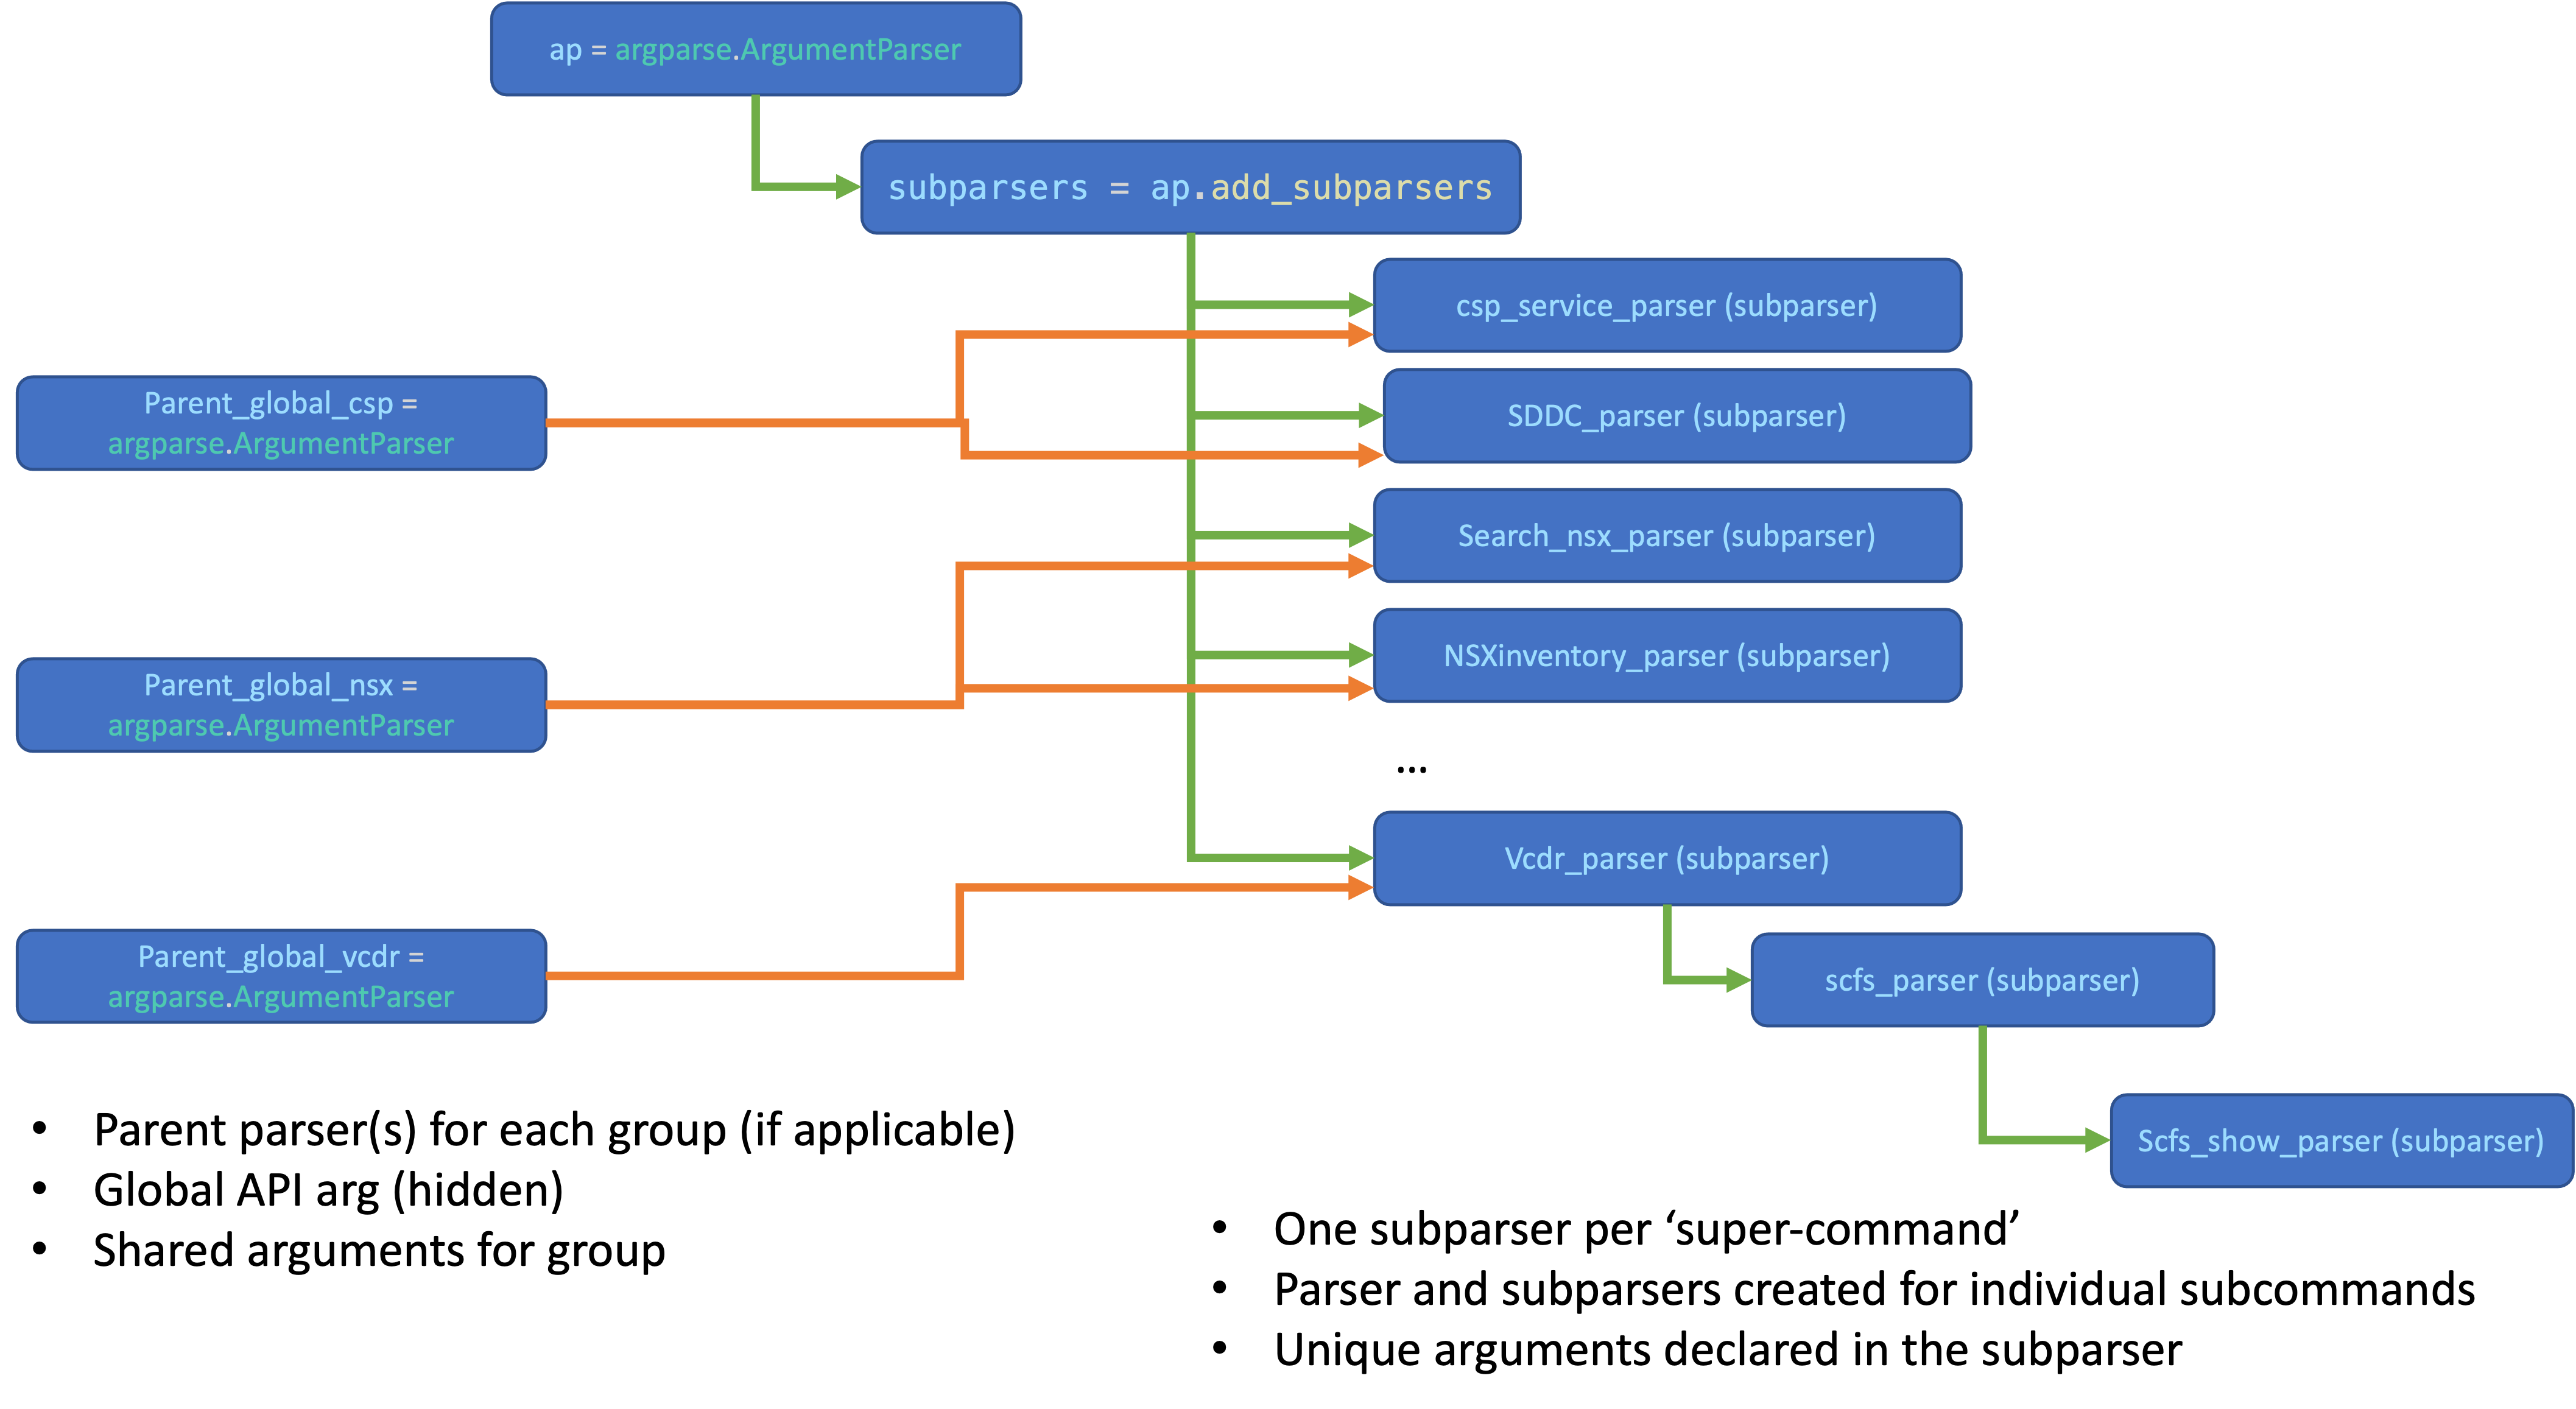 ap = argparse.ArgumentParser
subparsers = ap.add_subparsers
csp_service_parser (subparser)
Parent_global_csp =
argparse.ArgumentParser
SDDC_parser (subparser)
Search_nsx_parser (subparser)
NSXinventory_parser (subparser)
Parent_global_nsx =
argparse.ArgumentParser
...
Vcdr_parser (subparser)
Parent_global_vcdr =
argparse.ArgumentParser
scfs_parser (subparser)
Scfs_show_parser (subparser)
• Parent parser(s) for each group (if applicable)
• Global API arg (hidden)
• Shared arguments for group
• One subparser per ‘super-command’
• Parser and subparsers created for individual subcommands
• Unique arguments declared in the subparser